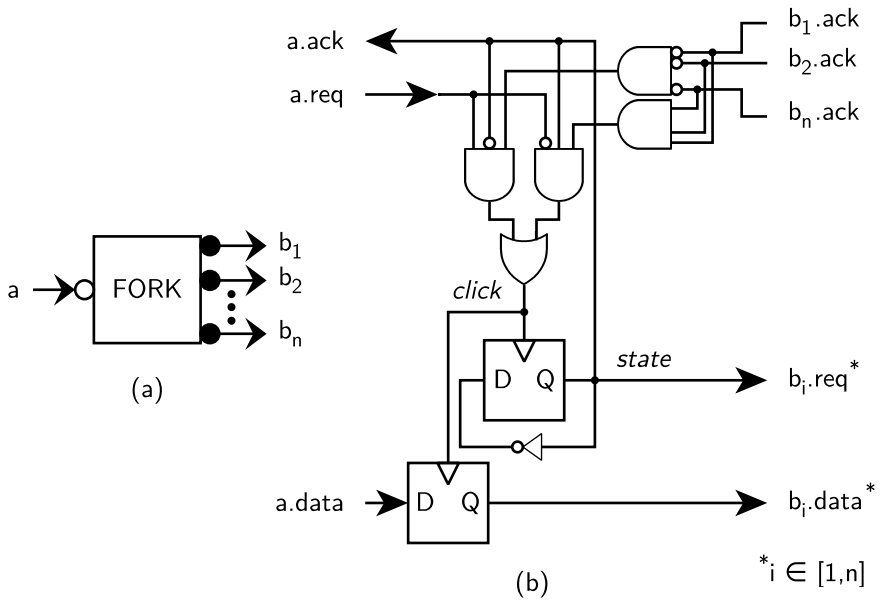 a.ack
b1.ack
b2.ack
a.req
bn.ack
a
FORK
b1
b2
bn
(a)
click
state
D Q
bi.req*
a.data
D Q
bi.data*
*i ∈ [1,n]
(b)